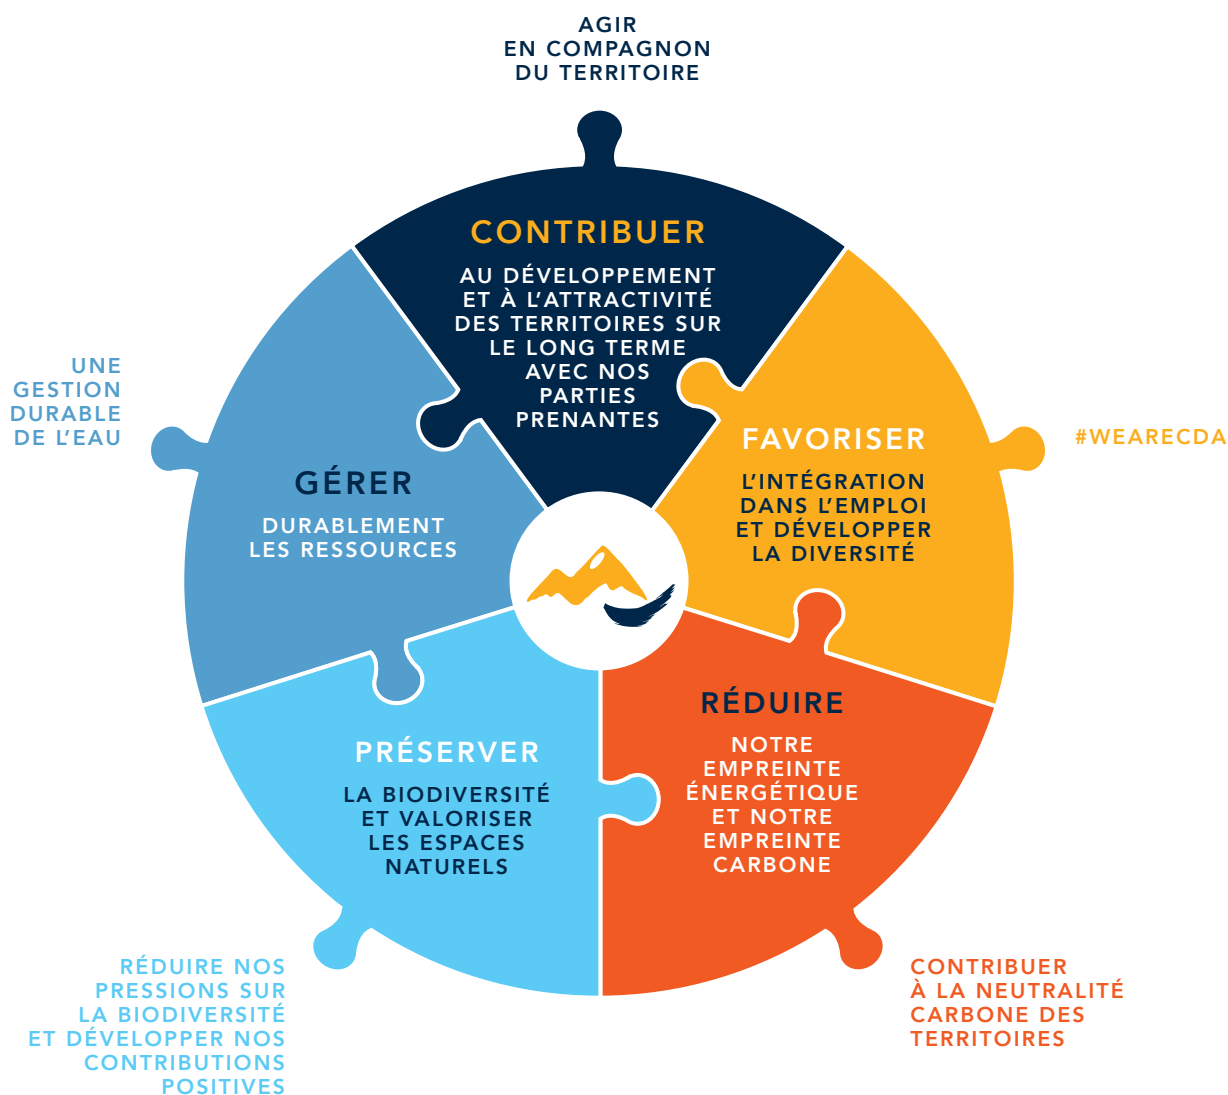 AGIR
EN COMPAGNON
DU TERRITOIRE
CONTRIBUER
AU DÉVELOPPEMENT
ET À L'ATTRACTIVITÉ
DES TERRITOIRES SUR
LE LONG TERME
AVEC NOS
PARTIES
PRENANTES
#WEARECDA
FAVORISER
L'INTÉGRATION
DANS L'EMPLOI
ET DÉVELOPPER
LA DIVERSITÉ
RÉDUIRE
NOTRE
EMPREINTE
ÉNERGÉTIQUE
ET NOTRE
EMPREINTE
CARBONE
CONTRIBUER
À LA NEUTRALITÉ
CARBONE DES
TERRITOIRES
PRÉSERVER
LA BIODIVERSITÉ
ET VALORISER
LES ESPACES
NATURELS
RÉDUIRE NOS
PRESSIONS SUR
LA BIODIVERSITÉ
ET DÉVELOPPER NOS
CONTRIBUTIONS
POSITIVES
GÉRER
DURABLEMENT
LES RESSOURCES
UNE
GESTION
DURABLE
DE L'EAU